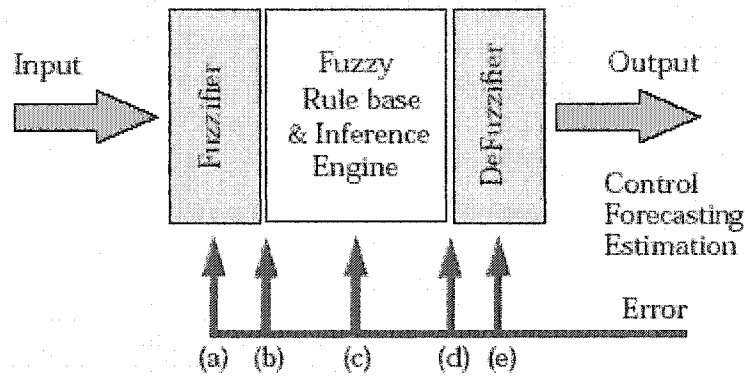 Input
Fuzzifier
Fuzzy
Rule base
& Inference
Engine
DeFuzzifier
Output
Control
Forecasting
Estimation
Error
(a) (b) (c) (d) (e)